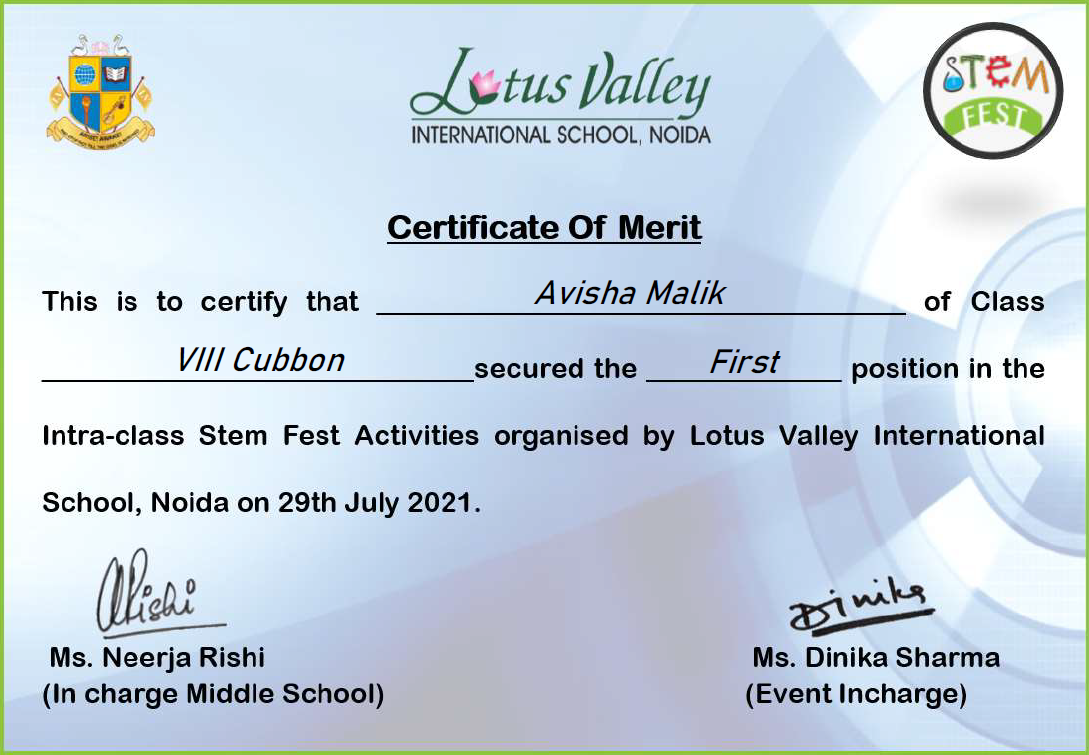 Lotus Valley
INTERNATIONAL SCHOOL, NOIDA
STEM
FEST
Certificate Of Merit
This is to certify that Avisha Malik of Class
VIII Cubbon secured the First position in the
Intra-class Stem Fest Activities organised by Lotus Valley International
School, Noida on 29th July 2021.
Rishi
Dinika
Ms. Neerja Rishi
(In charge Middle School)
Ms. Dinika Sharma
(Event Incharge)